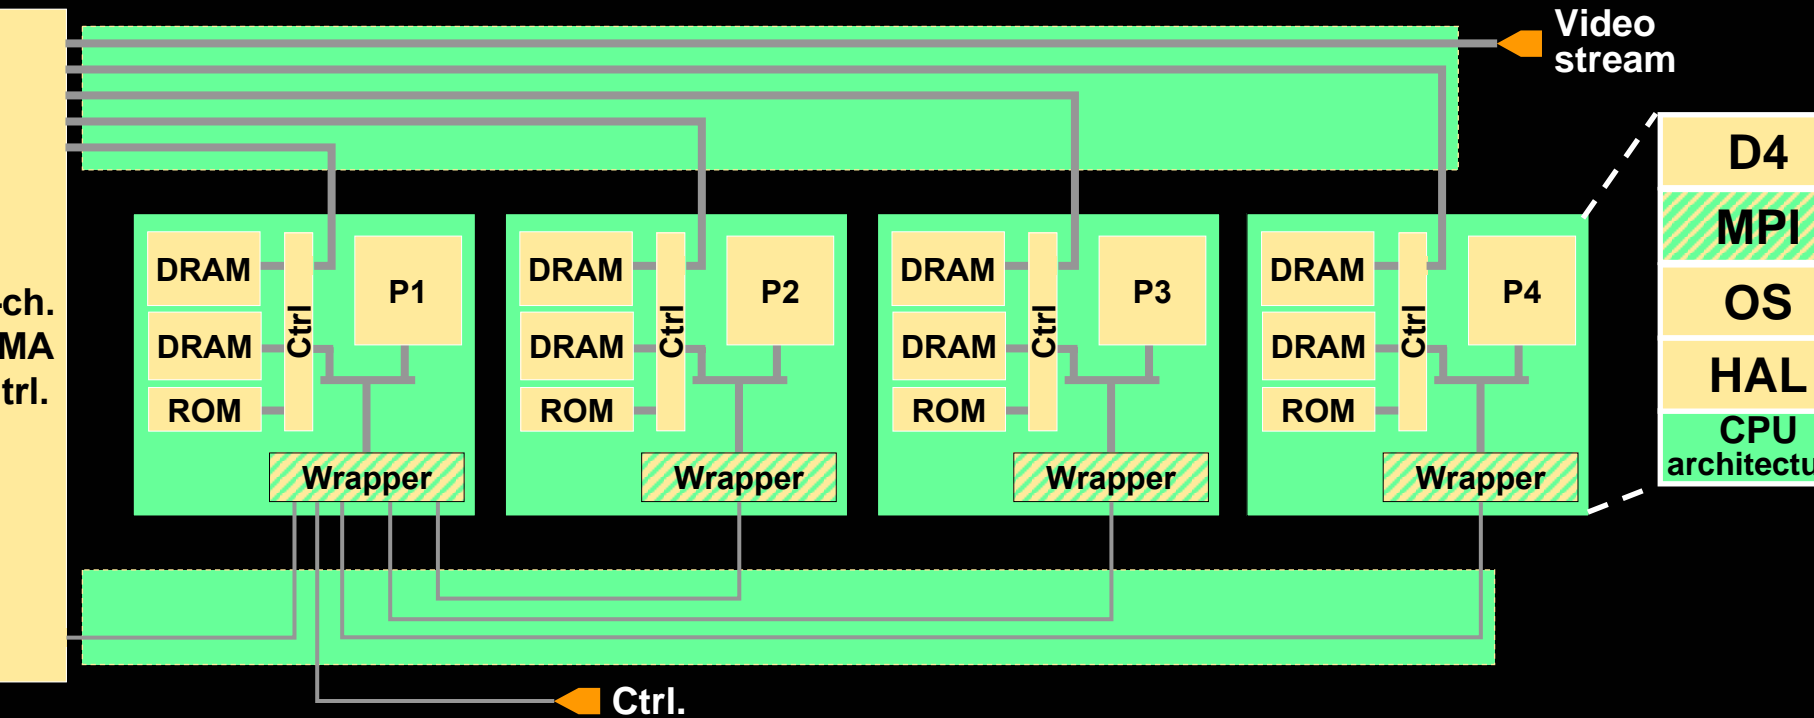 Video
stream
D4
MPI
OS
HAL
CPU
DRAM
DRAM
ROM
Ctrl
P1
Wrapper
DRAM
DRAM
ROM
Ctrl
P2
Wrapper
DRAM
DRAM
ROM
Ctrl
P3
Wrapper
DRAM
DRAM
ROM
Ctrl
P4
Wrapper
Ctrl.